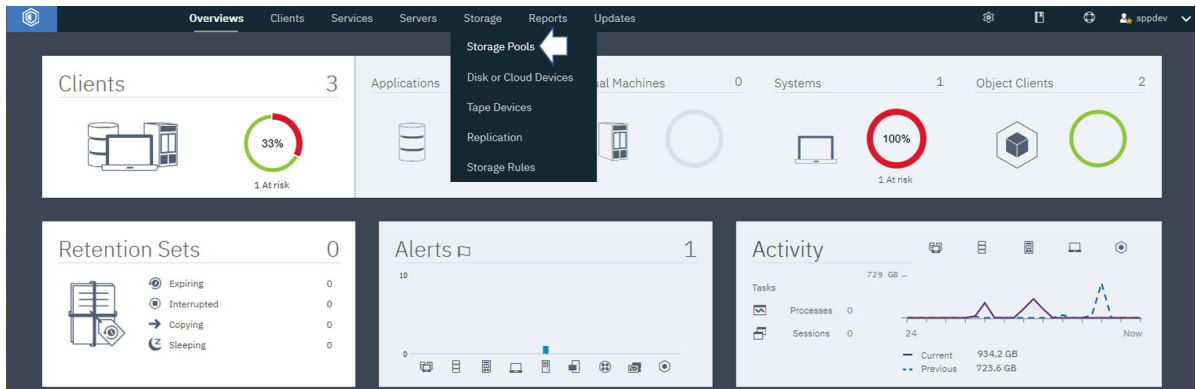 Overviews Clients Services Servers Storage Reports Updates sppdev
Storage Pools
Disk or Cloud Devices
Tape Devices
Replication
Storage Rules
Clients 3
33%
1 At risk
Applications
Machines 0
Systems 1
100%
1 At risk
Object Clients 2
Retention Sets 0
Expiring 0
Interrupted 0
Copying 0
Sleeping 0
Alerts 1
10
0
Activity
729 GB
Tasks
Processes 0
Sessions 0
24 Now
Current 934.2 GB
Previous 723.6 GB